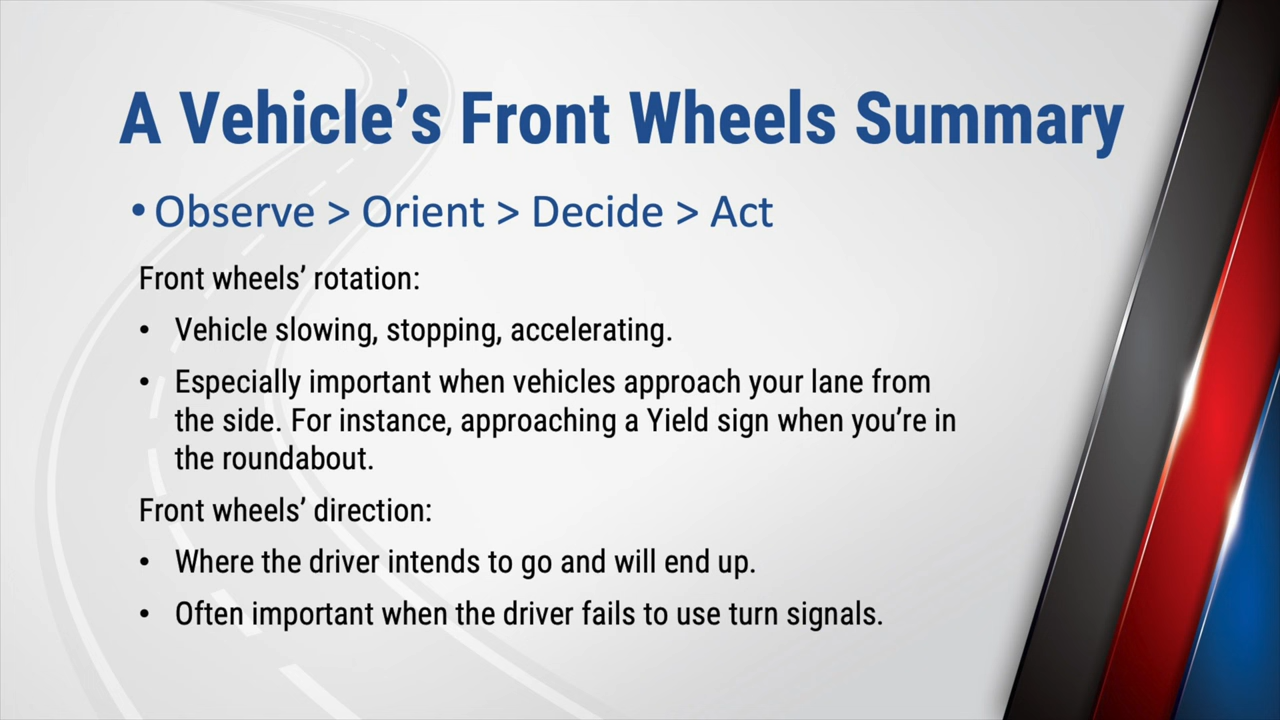 A Vehicle’s Front Wheels Summary
• Observe > Orient > Decide > Act
Front wheels’ rotation:
• Vehicle slowing, stopping, accelerating.
• Especially important when vehicles approach your lane from
the side. For instance, approaching a Yield sign when you’re in
the roundabout.
Front wheels’ direction:
• Where the driver intends to go and will end up.
• Often important when the driver fails to use turn signals.